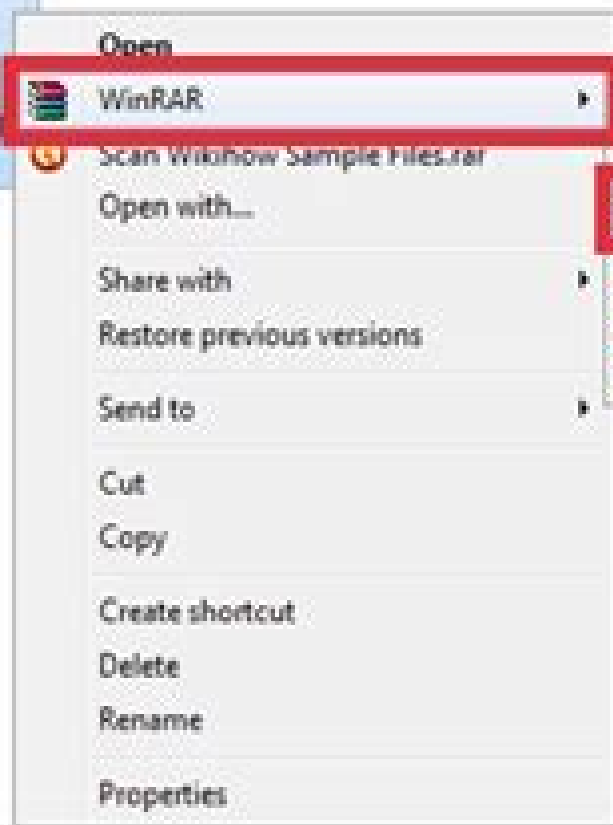 Open
WinRAR
Scan Wikihow Sample Files.rar
Open with...
Share with
Restore previous versions
Send to
Cut
Copy
Create shortcut
Delete
Rename
Properties